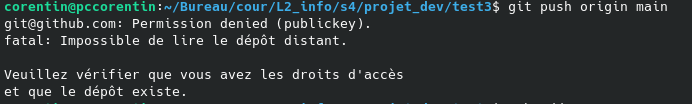 corentin@pccorentin:~/Bureau/cour/L2_info/s4/projet_dev/test3$ git push origin main
git@github.com: Permission denied (publickey).
fatal: Impossible de lire le dépôt distant.
Veuillez vérifier que vous avez les droits d'accès
et que le dépôt existe.